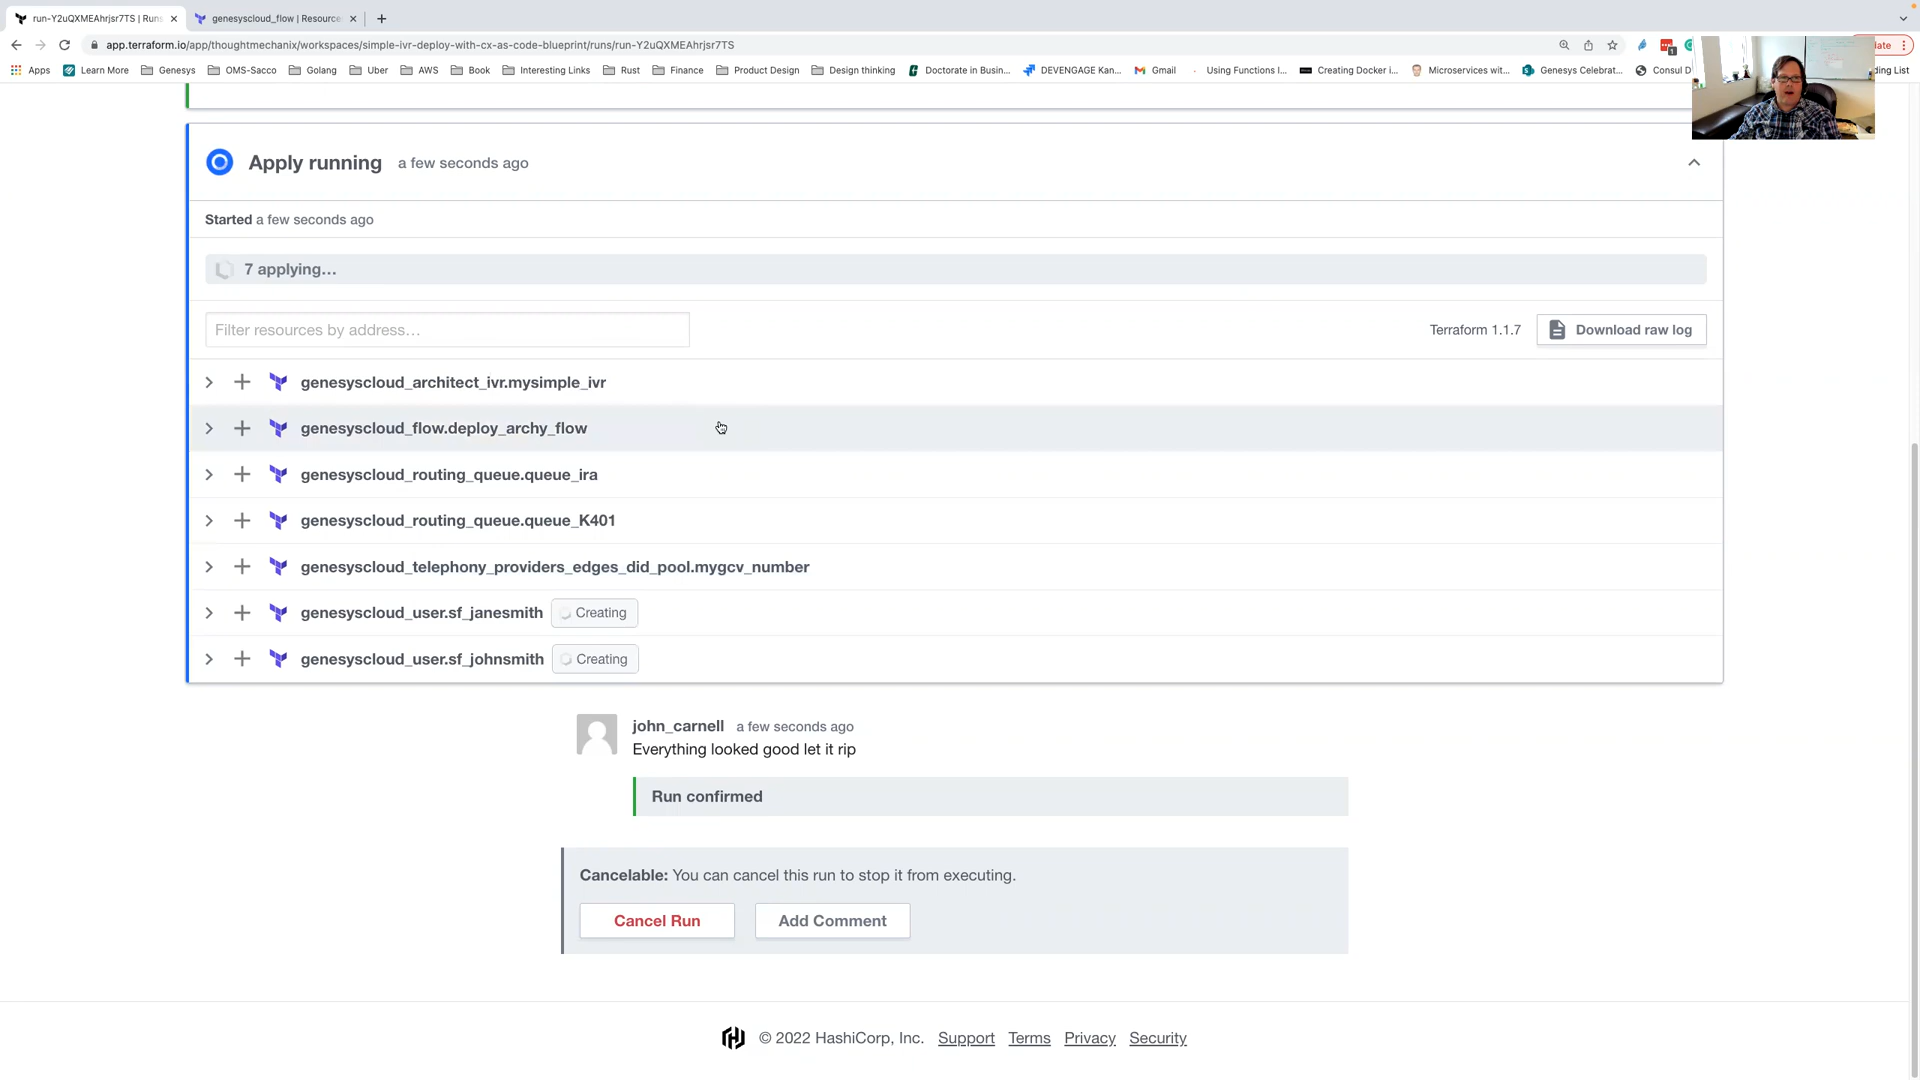 run-Y2uQXMEAhrjsr7TS | Runs
genesyscloud_flow | Resource
app.terraform.io/app/thoughtmechanix/workspaces/simple-ivr-deploy-with-cx-as-code-blueprint/runs/run-Y2uQXMEAhrjsr7TS
Apps Learn More Genesys OMS-Sacco Golang Uber AWS Book Interesting Links Rust Finance Product Design Design thinking Doctorate in Busin... DEVENGAGE Kan... Gmail Using Functions I... Creating Docker i... Microservices wit... Genesys Celebrat... Consul D
Apply running a few seconds ago
Started a few seconds ago
7 applying...
Filter resources by address...
Terraform 1.1.7
Download raw log
genesyscloud_architect_ivr.mysimple_ivr
genesyscloud_flow.deploy_archy_flow
genesyscloud_routing_queue.queue_ira
genesyscloud_routing_queue.queue_K401
genesyscloud_telephony_providers_edges_did_pool.mygcv_number
genesyscloud_user.sf_janesmith Creating
genesyscloud_user.sf_johnsmith Creating
john_carnell a few seconds ago
Everything looked good let it rip
Run confirmed
Cancelable: You can cancel this run to stop it from executing.
Cancel Run
Add Comment
© 2022 HashiCorp, Inc. Support Terms Privacy Security